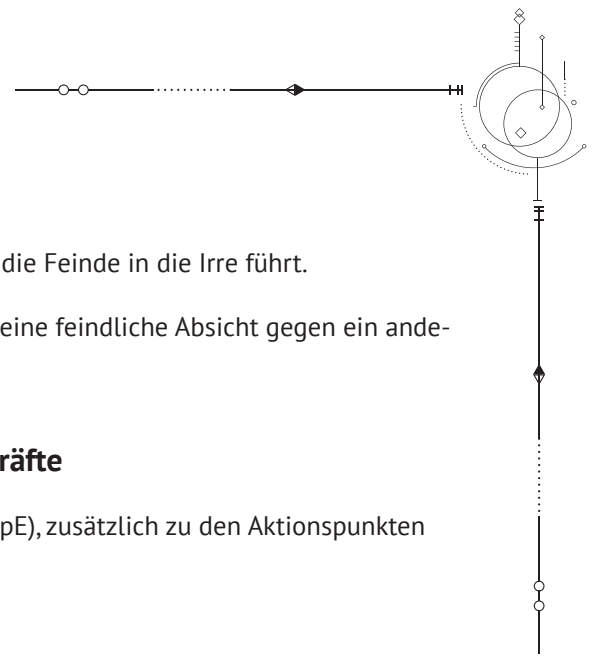 die Feinde in die Irre führt.
eine feindliche Absicht gegen ein ande-
räfte
pE), zusätzlich zu den Aktionspunkten